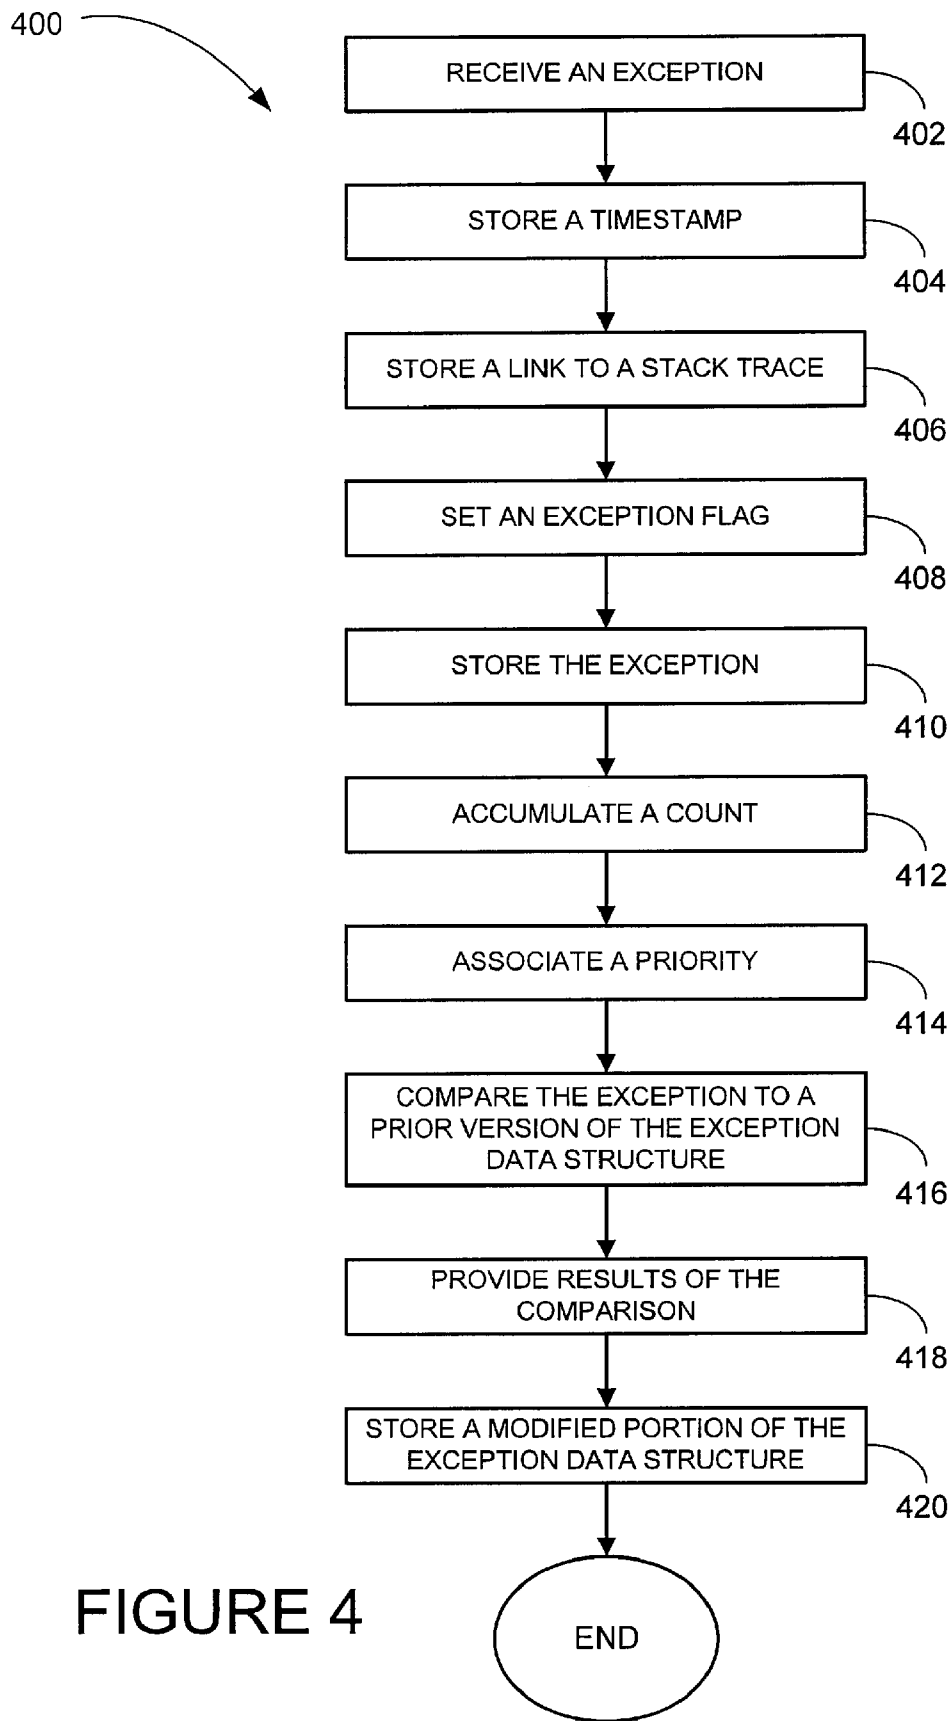 400
RECEIVE AN EXCEPTION
402
STORE A TIMESTAMP
404
STORE A LINK TO A STACK TRACE
406
SET AN EXCEPTION FLAG
408
STORE THE EXCEPTION
410
ACCUMULATE A COUNT
412
ASSOCIATE A PRIORITY
414
COMPARE THE EXCEPTION TO A
PRIOR VERSION OF THE EXCEPTION
DATA STRUCTURE
416
PROVIDE RESULTS OF THE
COMPARISON
418
STORE A MODIFIED PORTION OF THE
EXCEPTION DATA STRUCTURE
420
FIGURE 4
END